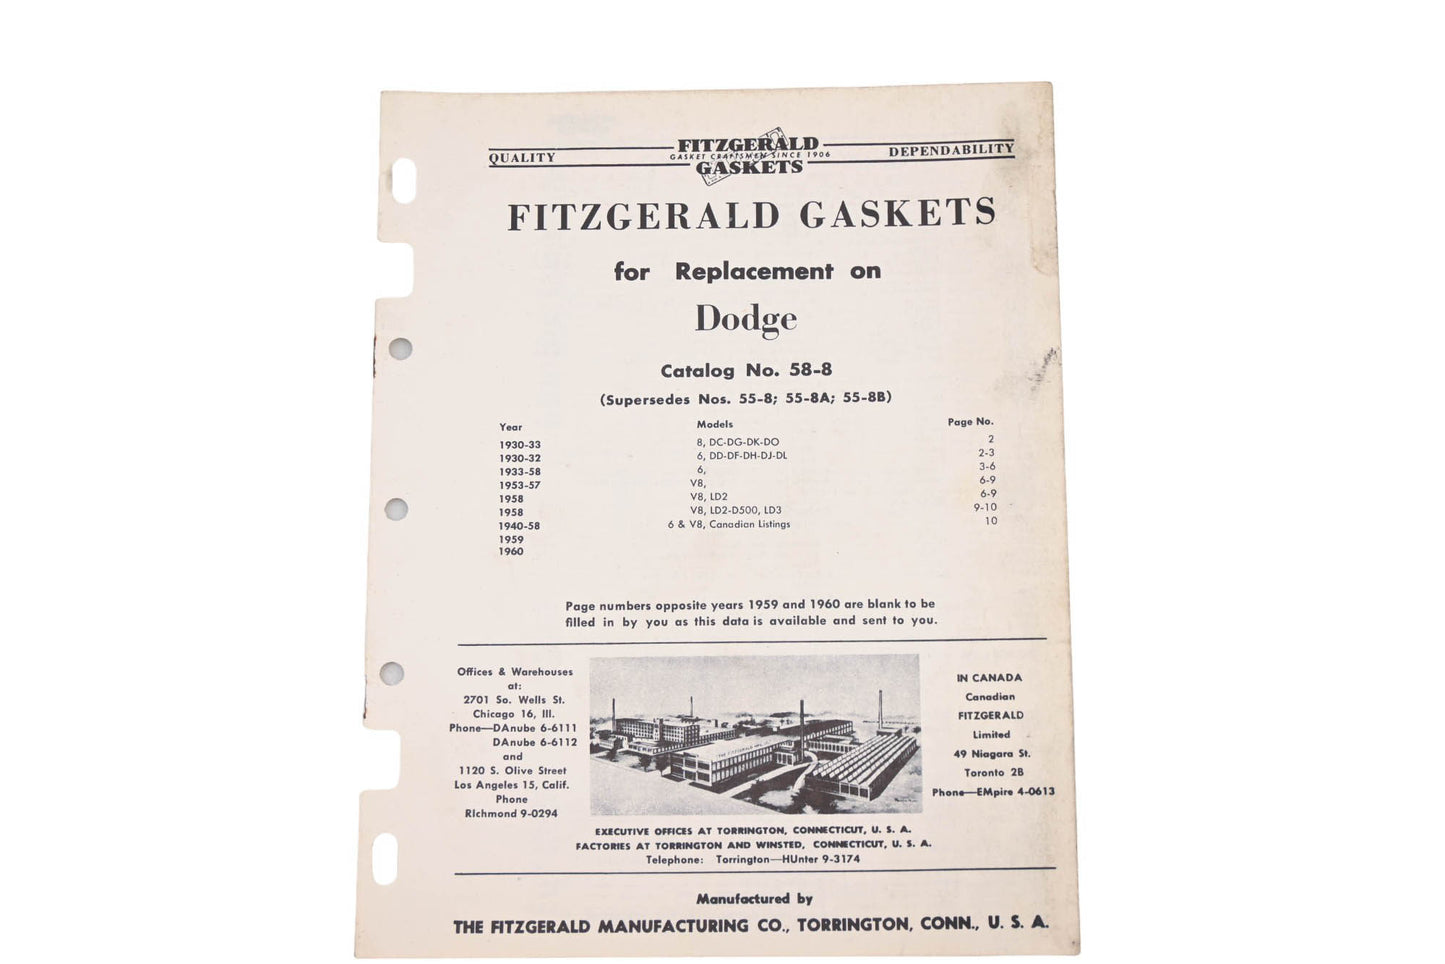 QUALITY
FITZGERALD
GASKET CRAFTSMEN SINCE 1906
GASKETS
DEPENDABILITY
FITZGERALD GASKETS
for Replacement on
Dodge
Catalog No. 58-8
(Supersedes Nos. 55-8; 55-8A; 55-8B)
Year Models Page No.
1930-33 8, DC-DG-DK-DO 2
1930-32 6, DD-DF-DH-DJ-DL 2-3
1933-58 6, 3-6
1953-57 V8, 6-9
1958 V8, LD2 6-9
1958 V8, LD2-D500, LD3 9-10
1940-58 6 & V8, Canadian Listings 10
1959
1960
Page numbers opposite years 1959 and 1960 are blank to be
filled in by you as this data is available and sent to you.
Offices & Warehouses
at:
2701 So. Wells St.
Chicago 16, Ill.
Phone—DAnube 6-6111
DAnube 6-6112
and
1120 S. Olive Street
Los Angeles 15, Calif.
Phone
RIchmond 9-0294
THE FITZGERALD MFG.
IN CANADA
Canadian
FITZGERALD
Limited
49 Niagara St.
Toronto 2B
Phone—EMpire 4-0613
EXECUTIVE OFFICES AT TORRINGTON, CONNECTICUT, U. S. A.
FACTORIES AT TORRINGTON AND WINSTED, CONNECTICUT, U. S. A.
Telephone: Torrington—HUnter 9-3174
Manufactured by
THE FITZGERALD MANUFACTURING CO., TORRINGTON, CONN., U. S. A.